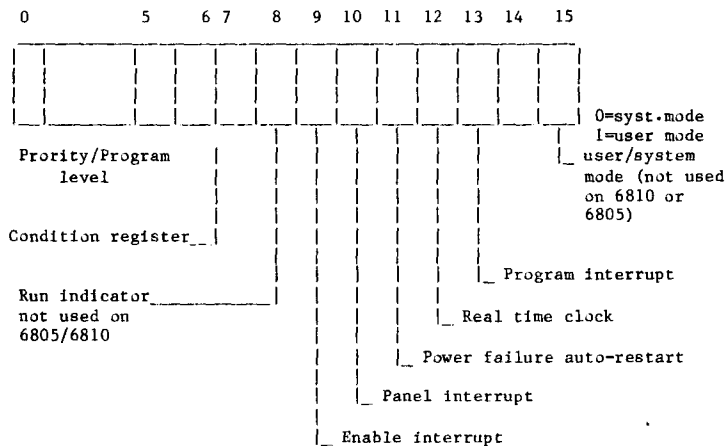 0 5 6 7 8 9 10 11 12 13 14 15
0=syst.mode
1=user mode
Prority/Program level
user/system mode (not used on 6810 or 6805)
Condition register
Program interrupt
Run indicator not used on 6805/6810
Real time clock
Power failure auto-restart
Panel interrupt
Enable interrupt